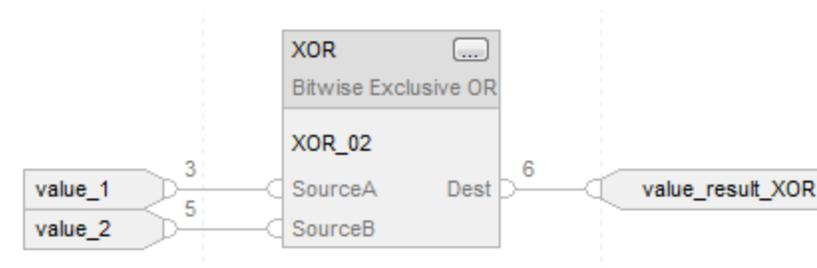 XOR ...
Bitwise Exclusive OR
XOR_02
3 6
value_1 SourceA Dest value_result_XOR
5
value_2 SourceB